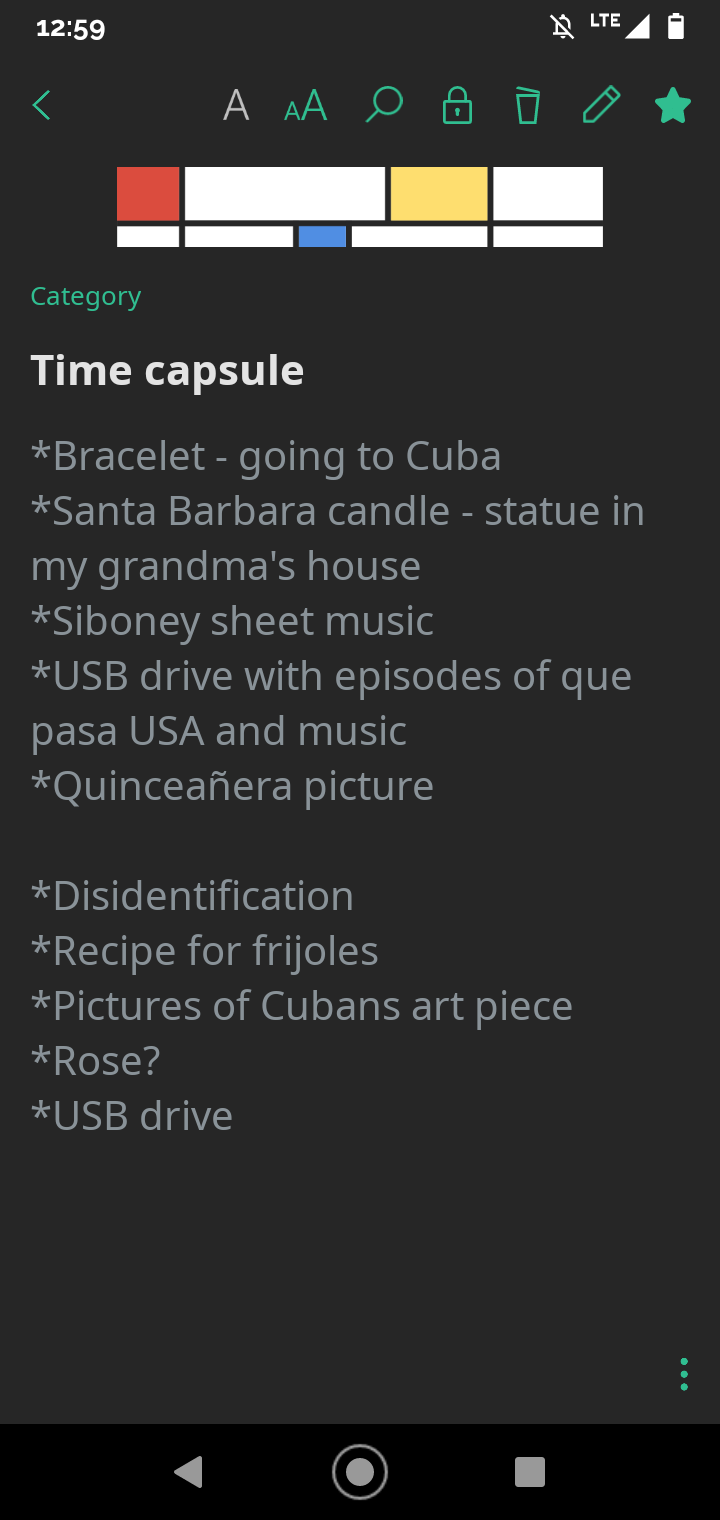 12:59
LTE
A AA
Category
Time capsule
*Bracelet - going to Cuba
*Santa Barbara candle - statue in
my grandma's house
*Siboney sheet music
*USB drive with episodes of que
pasa USA and music
*Quinceañera picture
*Disidentification
*Recipe for frijoles
*Pictures of Cubans art piece
*Rose?
*USB drive